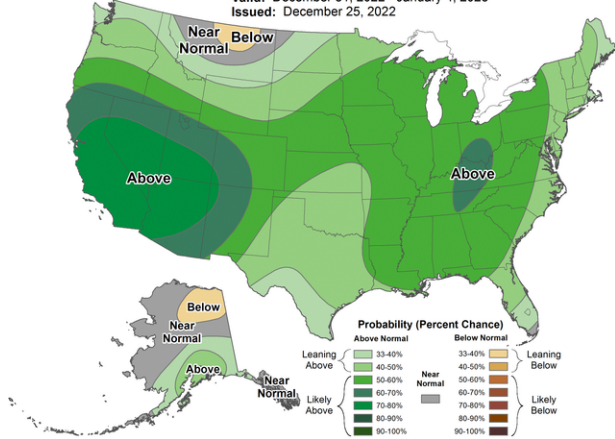 Issued: December 25, 2022
Near
Normal
Below
Above
Above
Below
Near
Normal
Above
Near
Normal
Probability (Percent Chance)
Above Normal
Below Normal
Leaning
Above
33-40%
40-50%
Likely
Above
50-60%
60-70%
70-80%
80-90%
90-100%
Near
Normal
33-40%
40-50%
Leaning
Below
50-60%
60-70%
70-80%
80-90%
90-100%
Likely
Below